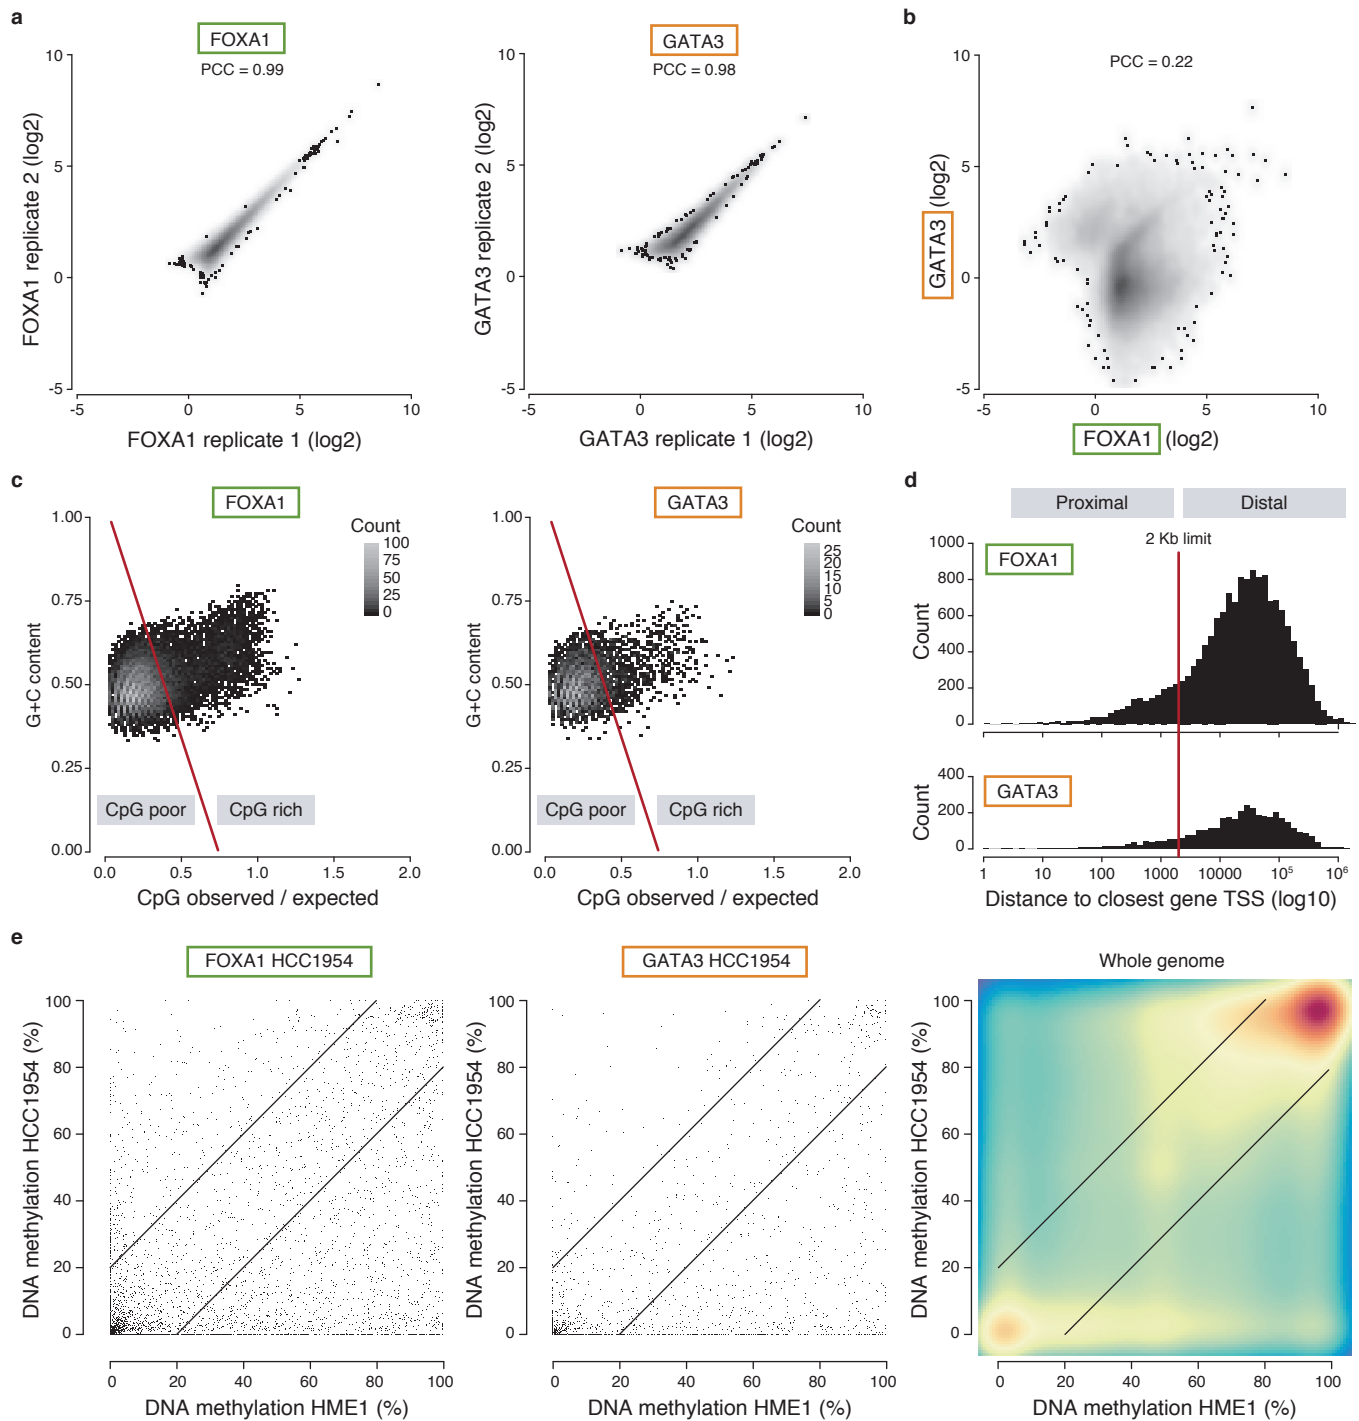 a
FOXA1
PCC = 0.99
10
5
0
-5
-5 0 5 10
FOXA1 replicate 2 (log2)
FOXA1 replicate 1 (log2)
GATA3
PCC = 0.98
10
5
0
-5
-5 0 5 10
GATA3 replicate 2 (log2)
GATA3 replicate 1 (log2)
b
PCC = 0.22
10
5
0
-5
-5 0 5 10
GATA3 (log2)
FOXA1 (log2)
c
FOXA1
1.00
0.75
0.50
0.25
0.00
G+C content
Count
100
75
50
25
0
CpG poor
CpG rich
0.0 0.5 1.0 1.5 2.0
CpG observed / expected
GATA3
1.00
0.75
0.50
0.25
0.00
G+C content
Count
25
20
15
10
5
0
CpG poor
CpG rich
0.0 0.5 1.0 1.5 2.0
CpG observed / expected
d
Proximal
Distal
2 Kb limit
FOXA1
1000
800
600
400
200
0
Count
GATA3
400
200
0
Count
1 10 100 1000 10000 10⁵ 10⁶
Distance to closest gene TSS (log10)
e
FOXA1 HCC1954
100
80
60
40
20
0
DNA methylation HCC1954 (%)
0 20 40 60 80 100
DNA methylation HME1 (%)
GATA3 HCC1954
100
80
60
40
20
0
DNA methylation HCC1954 (%)
0 20 40 60 80 100
DNA methylation HME1 (%)
Whole genome
100
80
60
40
20
0
DNA methylation HCC1954 (%)
0 20 40 60 80 100
DNA methylation HME1 (%)